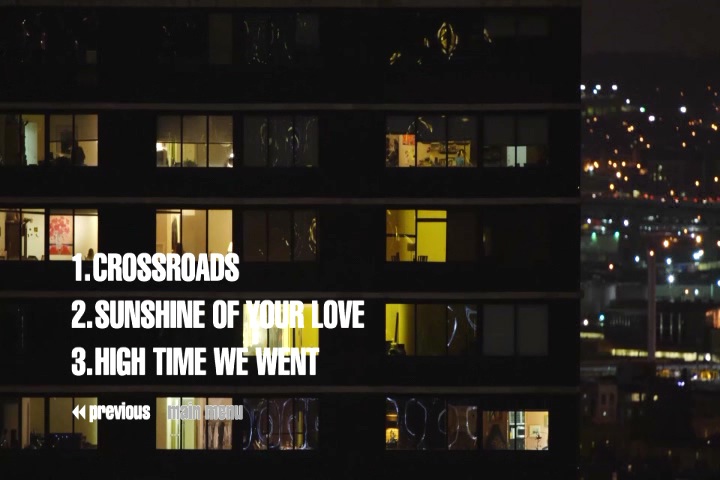 1. CROSSROADS
2. SUNSHINE OF YOUR LOVE
3. HIGH TIME WE WENT
previous main menu